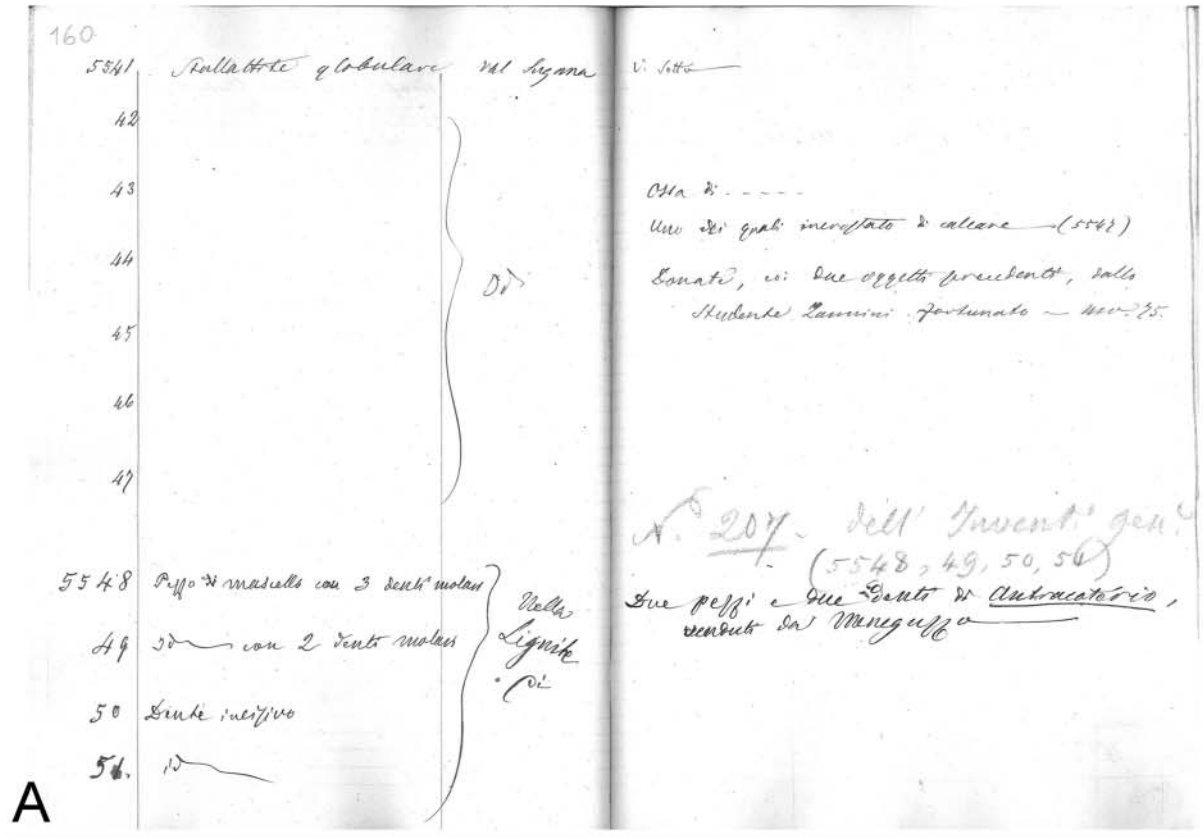 160
5541 Stallattite globulare val Sugana
42
43
44
45
46
47
Id
5548 Pezzo di mascella con 3 denti molari
49 Id con 2 denti molari
50 Dente incisivo
51. id
Nella
Lignite
di
V. Sotto
Ossa di - - - - -
Uno dei quali incrostato di calcare (5547)
Donati, coi due oggetti precedenti, dallo
Studente Zannini Fortunato - nov. 75.
N. 207. dell' Invent. gen.
(5548, 49, 50, 51)
Due pezzi e due Denti di Antracoterio,
venduti da Meneguzzo
A